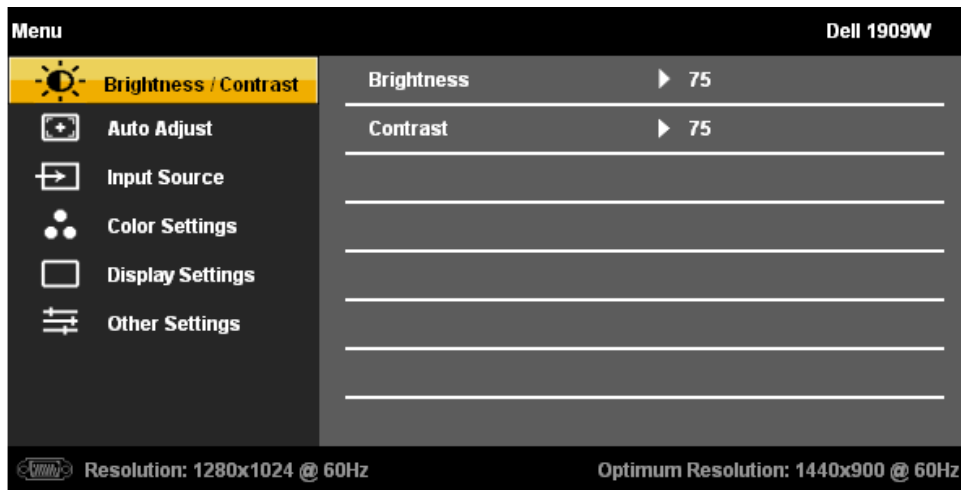 Menu Dell 1909W
Brightness / Contrast Brightness 75
Auto Adjust Contrast 75
Input Source
Color Settings
Display Settings
Other Settings
Resolution: 1280x1024 @ 60Hz Optimum Resolution: 1440x900 @ 60Hz